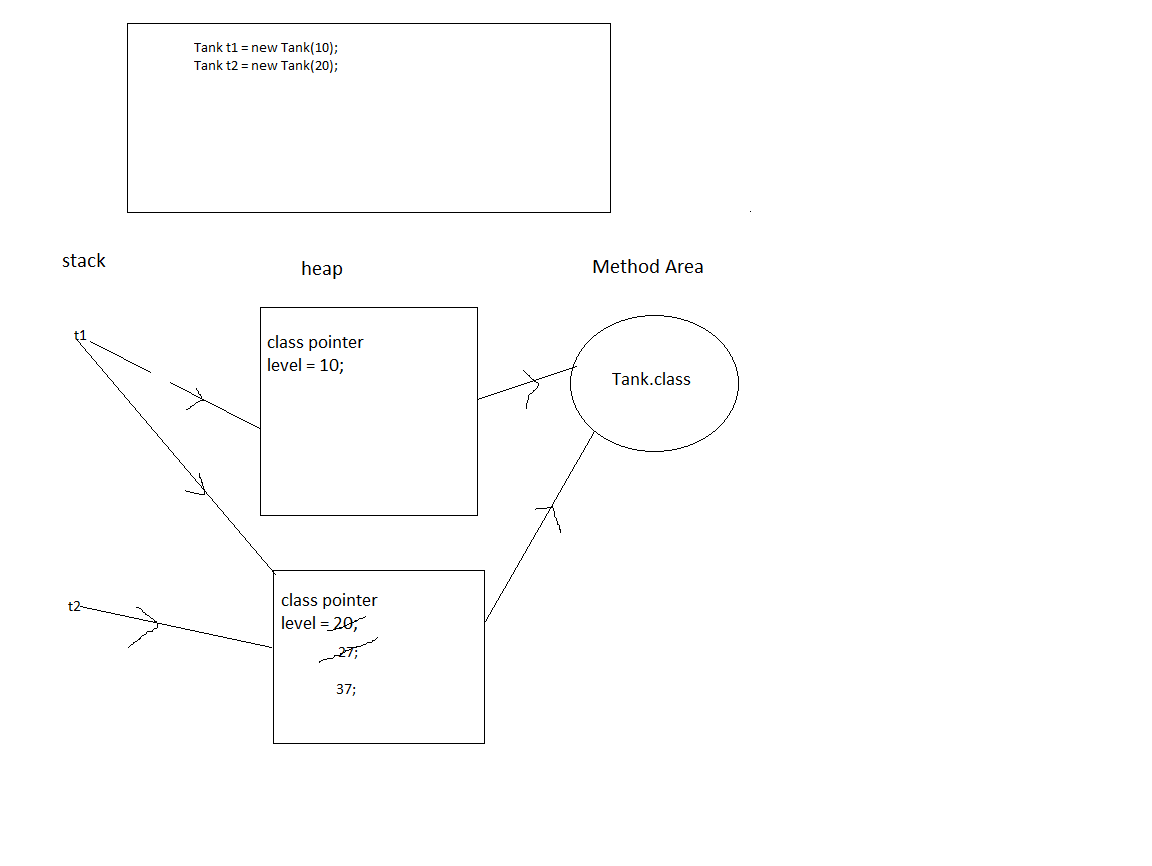 Tank t1 = new Tank(10);
Tank t2 = new Tank(20);
stack
heap
Method Area
t1
class pointer
level = 10;
Tank.class
t2
class pointer
level = 20;
27;
37;